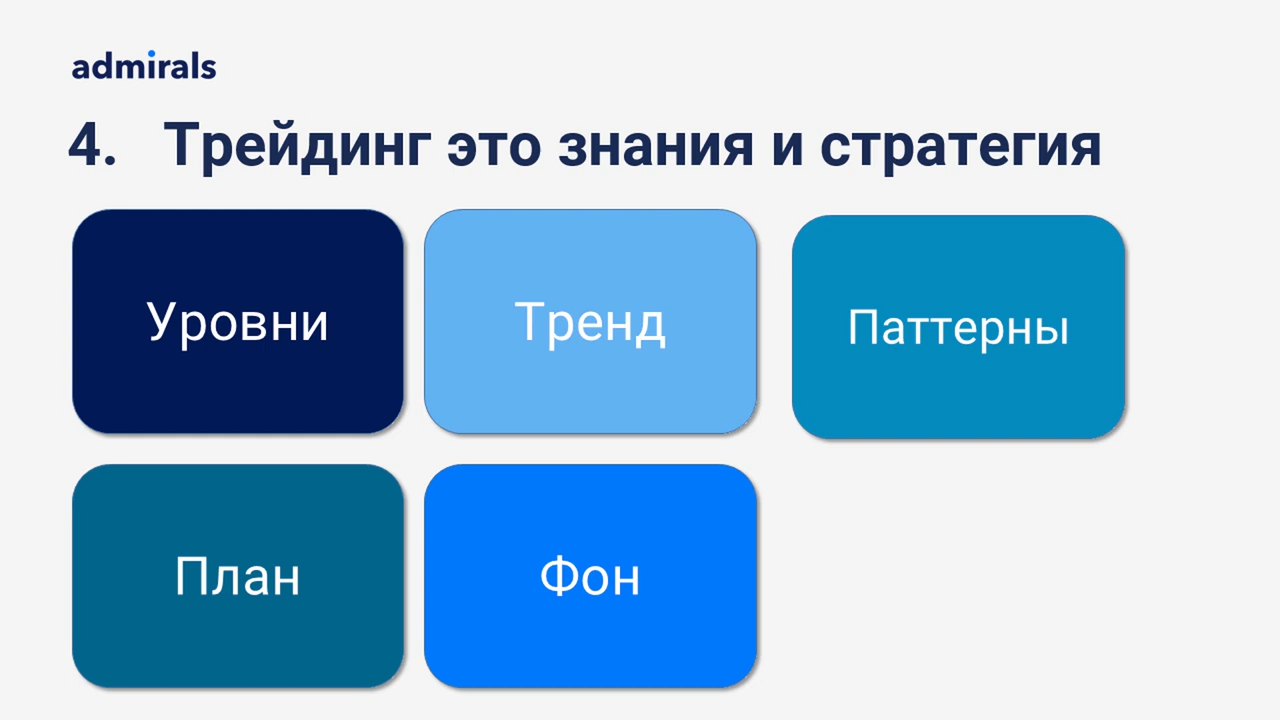 admirals
4. Трейдинг это знания и стратегия
Уровни
Тренд
Паттерны
План
Фон